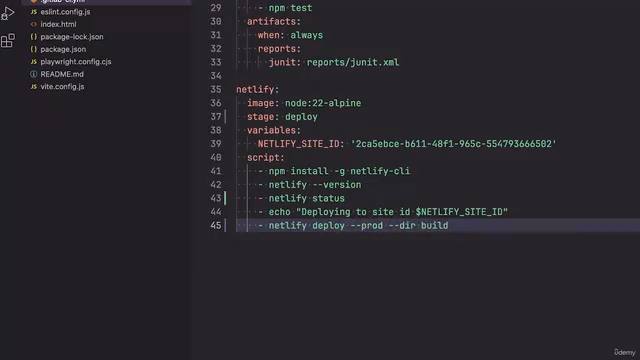 .gitlab-ci.yml
JS eslint.config.js
index.html
package-lock.json
package.json
playwright.config.cjs
README.md
JS vite.config.js
29 - npm test
30 artifacts:
31 when: always
32 reports:
33 junit: reports/junit.xml
34
35 netlify:
36 image: node:22-alpine
37 stage: deploy
38 variables:
39 NETLIFY_SITE_ID: '2ca5ebce-b611-48f1-965c-554793666502'
40 script:
41 - npm install -g netlify-cli
42 - netlify --version
43 - netlify status
44 - echo "Deploying to site id $NETLIFY_SITE_ID"
45 - netlify deploy --prod --dir build
udemy